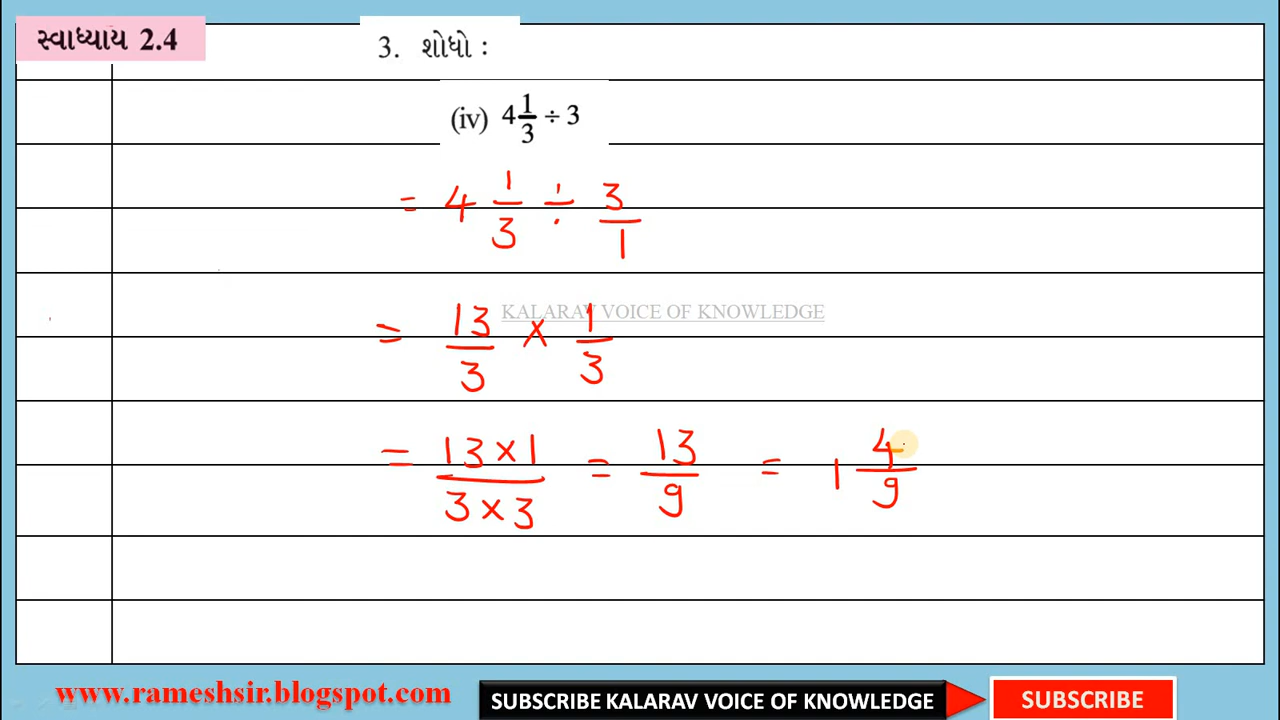 સ્વાધ્યાય 2.4
3. શોધો :
(iv) 4 1/3 ÷ 3
= 4 1/3 ÷ 3/1
KALARAV VOICE OF KNOWLEDGE
= 13/3 × 1/3
= 13×1/3×3 = 13/9 = 1 4/9
www.rameshsir.blogspot.com
SUBSCRIBE KALARAV VOICE OF KNOWLEDGE
SUBSCRIBE